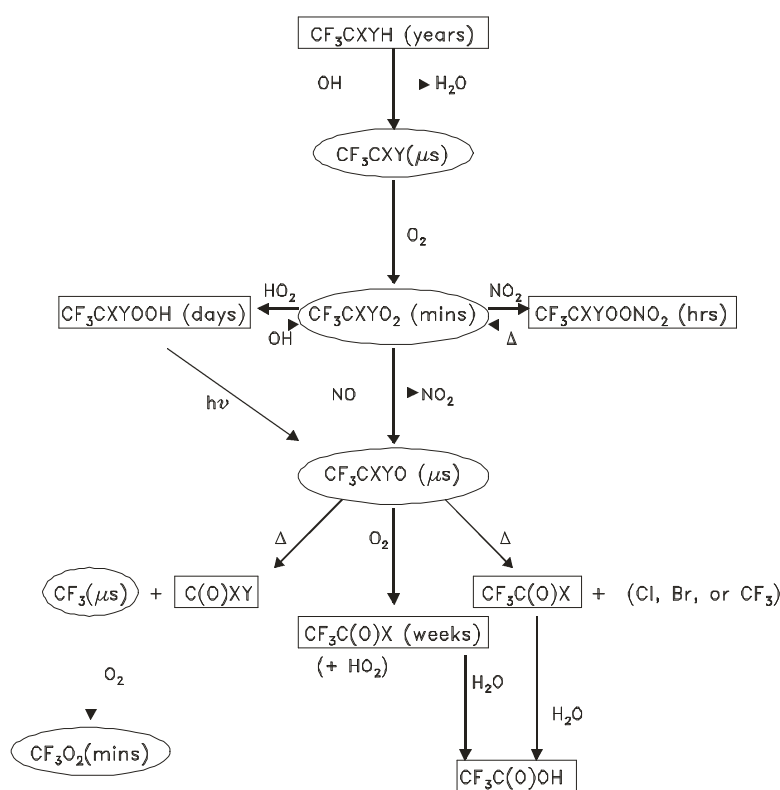 CF₃CXYH (years)
OH ►H₂O
CF₃CXY(μs)
O₂
HO₂ NO₂
CF₃CXYOOH (days) CF₃CXYO₂ (mins) CF₃CXYOONO₂ (hrs)
OH Δ
NO ►NO₂
hν
CF₃CXYO (μs)
Δ O₂ Δ
CF₃(μs) + C(O)XY CF₃C(O)X + (Cl, Br, or CF₃)
CF₃C(O)X (weeks)
(+ HO₂)
O₂ H₂O
H₂O
CF₃O₂(mins)
CF₃C(O)OH